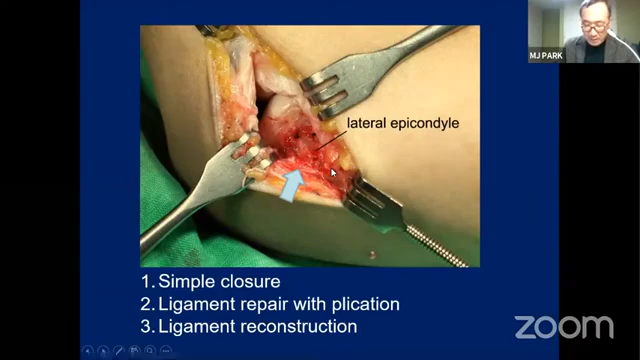 MJ PARK
lateral epicondyle
1. Simple closure
2. Ligament repair with plication
3. Ligament reconstruction
zoom